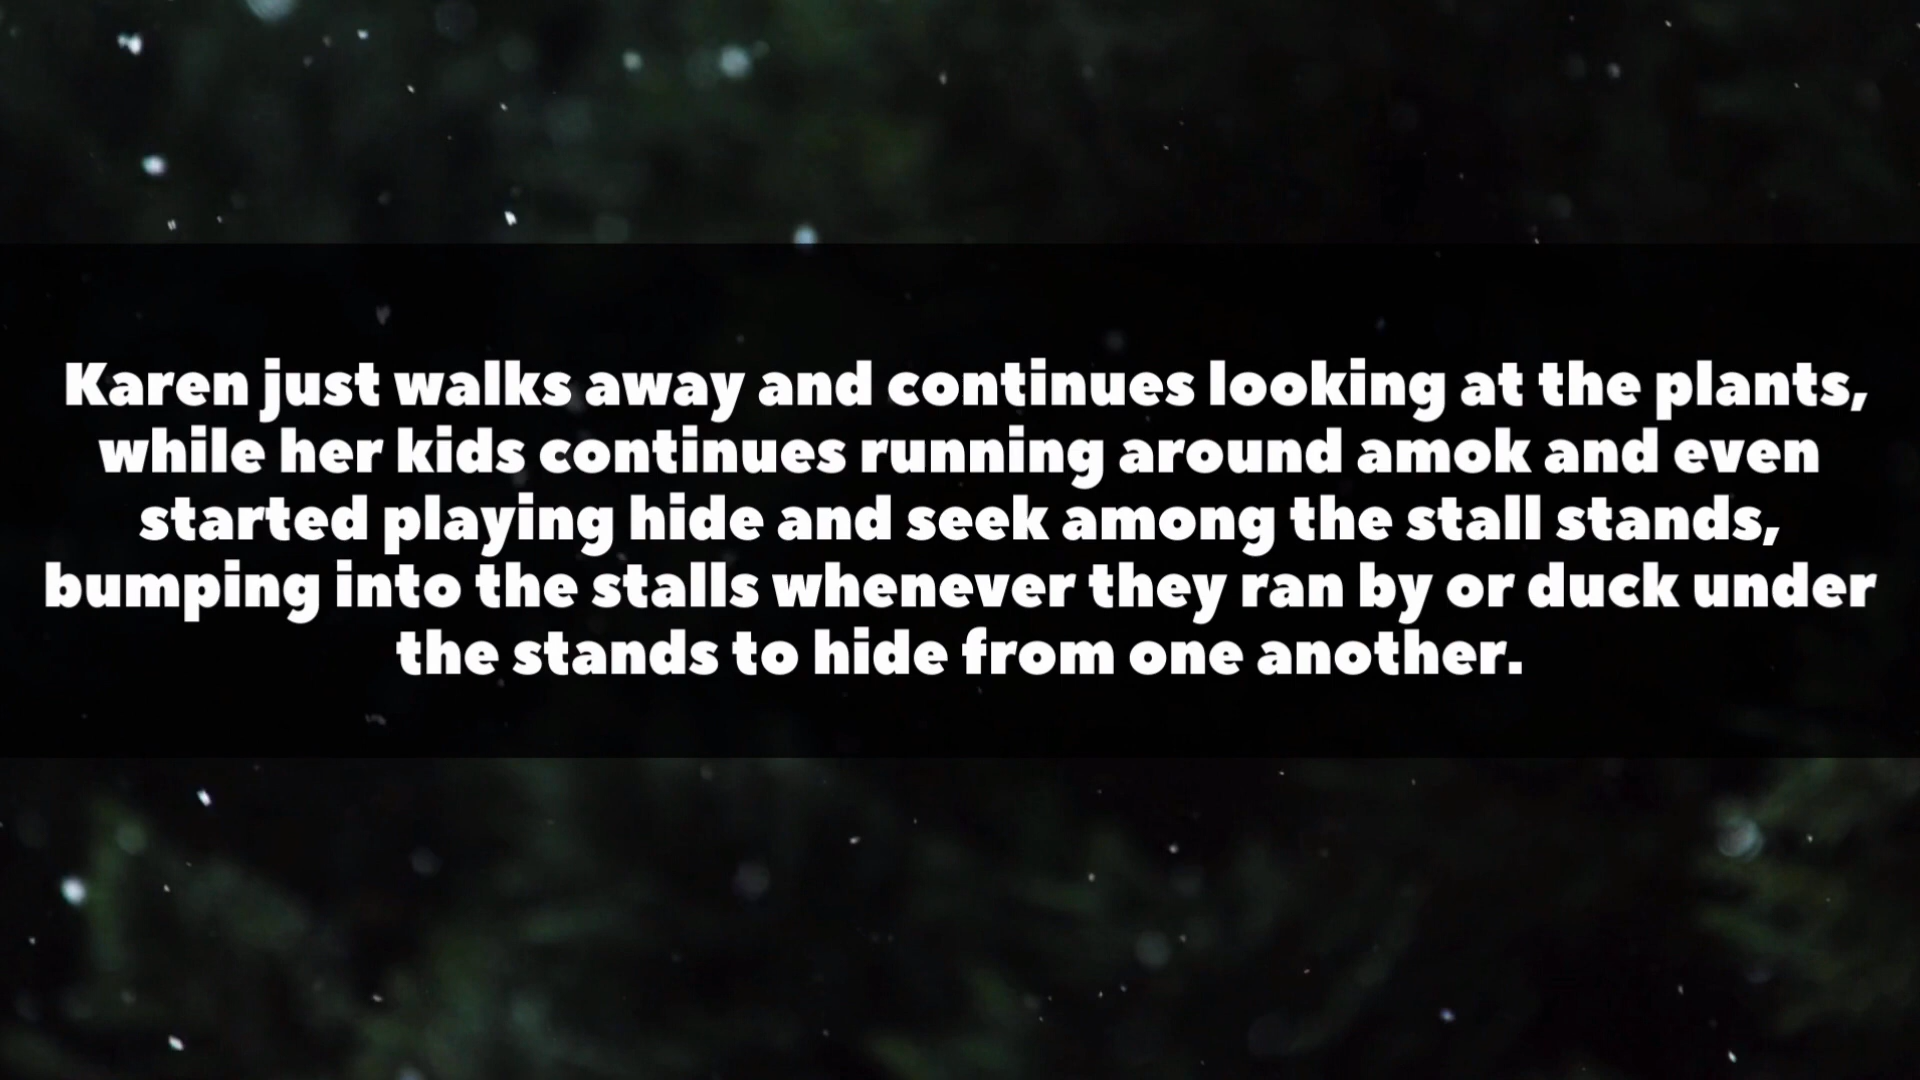 Karen just walks away and continues looking at the plants,
while her kids continues running around amok and even
started playing hide and seek among the stall stands,
bumping into the stalls whenever they ran by or duck under
the stands to hide from one another.